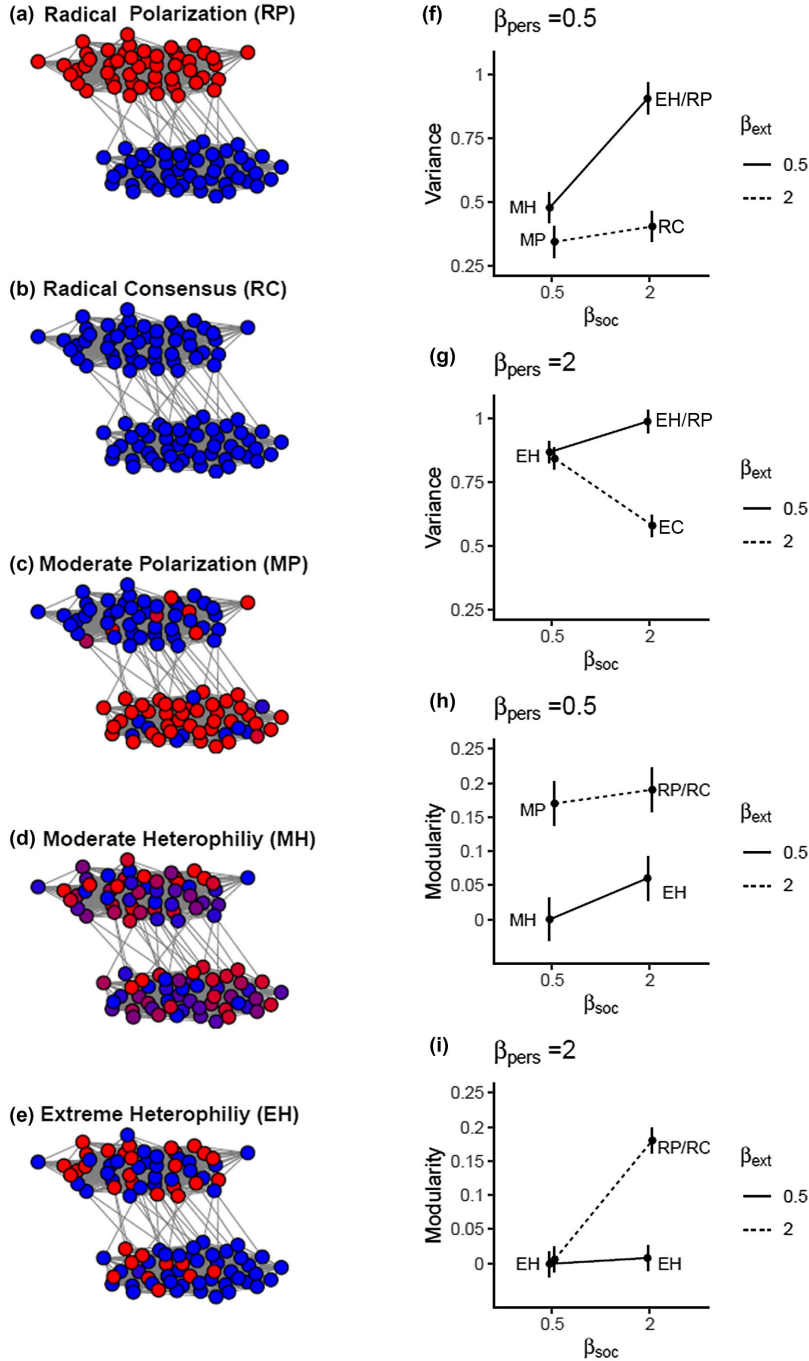 (a) Radical Polarization (RP)
(b) Radical Consensus (RC)
(c) Moderate Polarization (MP)
(d) Moderate Heterophiliy (MH)
(e) Extreme Heterophiliy (EH)
(f) βpers =0.5
Variance
1
0.75
0.5
0.25
MH
MP
EH/RP
RC
0.5
2
βsoc
βext
0.5
2
(g) βpers =2
Variance
1
0.75
0.5
0.25
EH
EH/RP
EC
0.5
2
βsoc
βext
0.5
2
(h) βpers =0.5
Modularity
0.25
0.2
0.15
0.1
0.05
0
MP
RP/RC
MH
EH
0.5
2
βsoc
βext
0.5
2
(i) βpers =2
Modularity
0.25
0.2
0.15
0.1
0.05
0
EH
RP/RC
EH
0.5
2
βsoc
βext
0.5
2